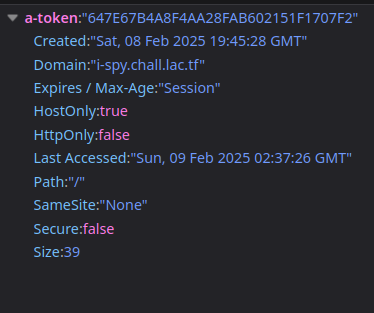 a-token:"647E67B4A8F4AA28FAB602151F1707F2"
Created:"Sat, 08 Feb 2025 19:45:28 GMT"
Domain:"i-spy.chall.lac.tf"
Expires / Max-Age:"Session"
HostOnly:true
HttpOnly:false
Last Accessed:"Sun, 09 Feb 2025 02:37:26 GMT"
Path:"/"
SameSite:"None"
Secure:false
Size:39